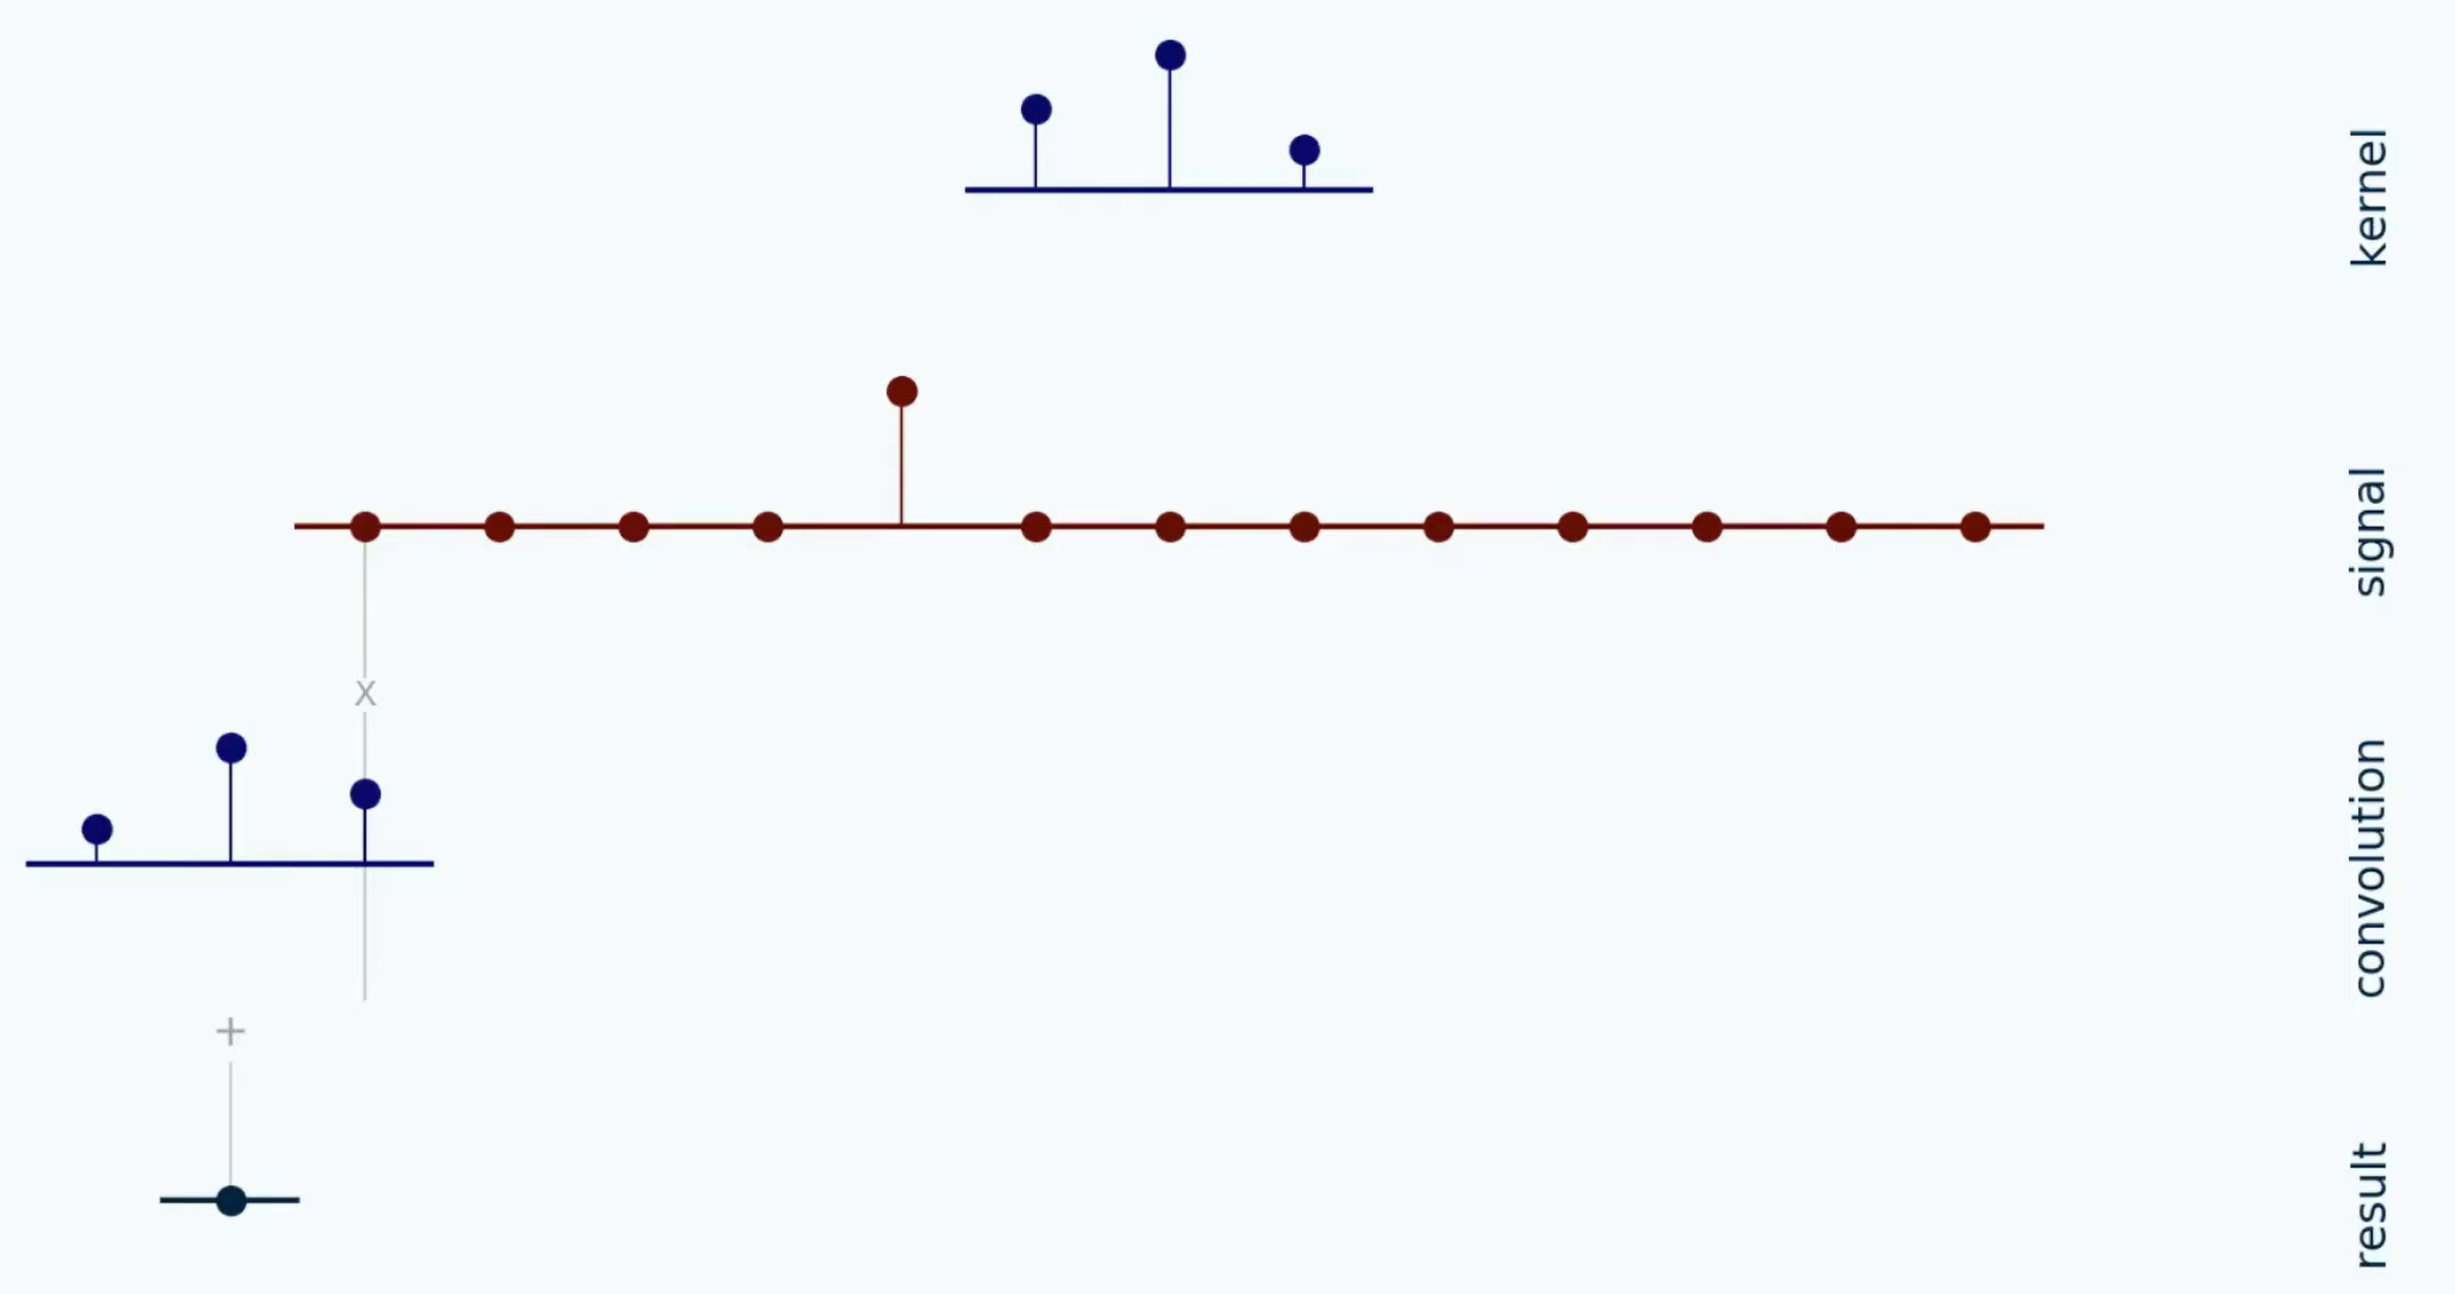 kernel
signal
x
convolution
+
result